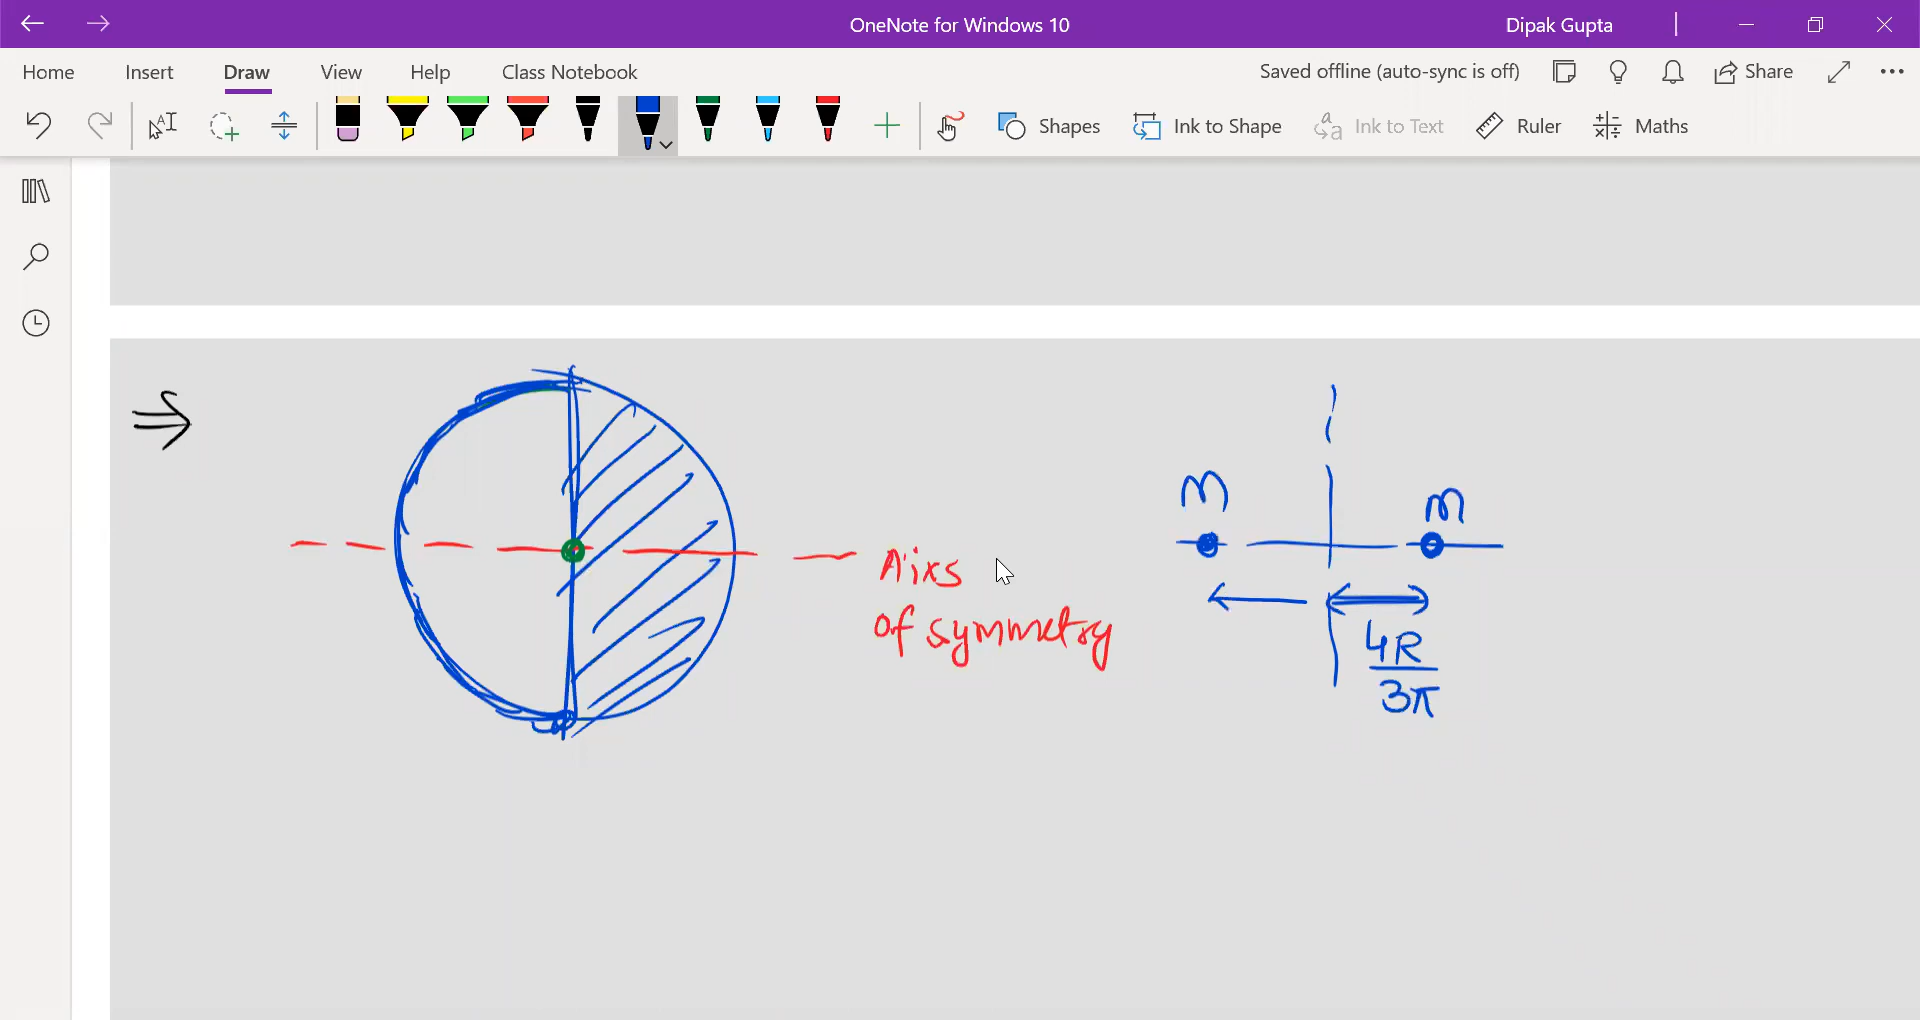 OneNote for Windows 10
Dipak Gupta
Home Insert Draw View Help Class Notebook
Saved offline (auto-sync is off) Share
Shapes Ink to Shape Ink to Text Ruler Maths
Aixs
of symmetry
m
m
4R
3π